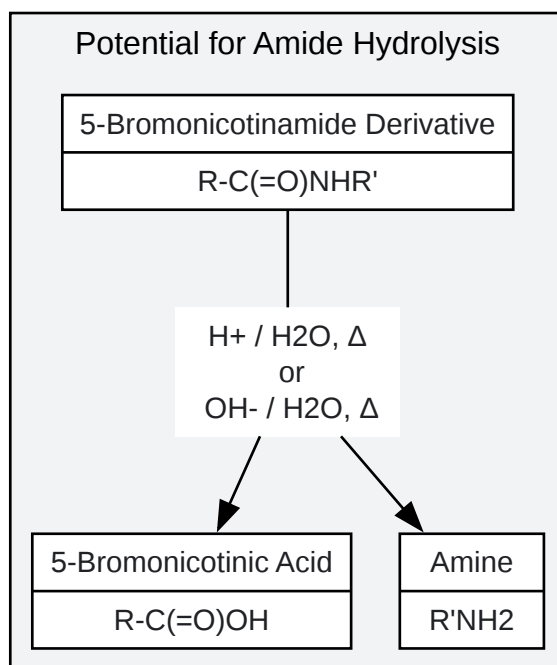 Potential for Amide Hydrolysis
5-Bromonicotinamide Derivative
R-C(=O)NHR'
H+ / H2O, Δ
or
OH- / H2O, Δ
5-Bromonicotinic Acid
R-C(=O)OH
Amine
R'NH2